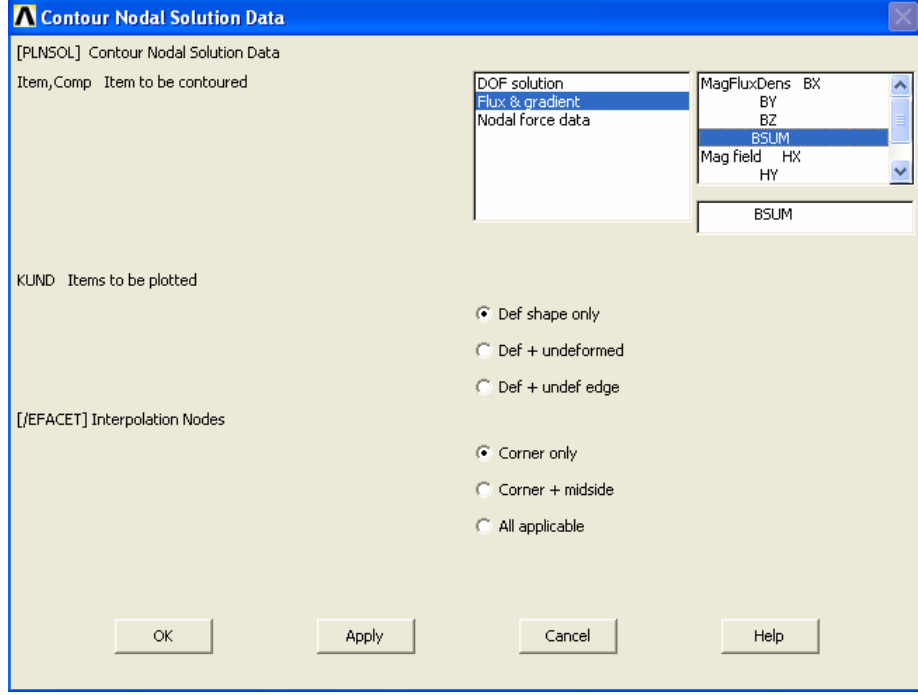 Contour Nodal Solution Data
[PLNSOL] Contour Nodal Solution Data
Item,Comp Item to be contoured
DOF solution
Flux & gradient
Nodal force data
MagFluxDens BX
BY
BZ
BSUM
Mag field HX
HY
BSUM
KUND Items to be plotted
Def shape only
Def + undeformed
Def + undef edge
[/EFACET] Interpolation Nodes
Corner only
Corner + midside
All applicable
OK Apply Cancel Help